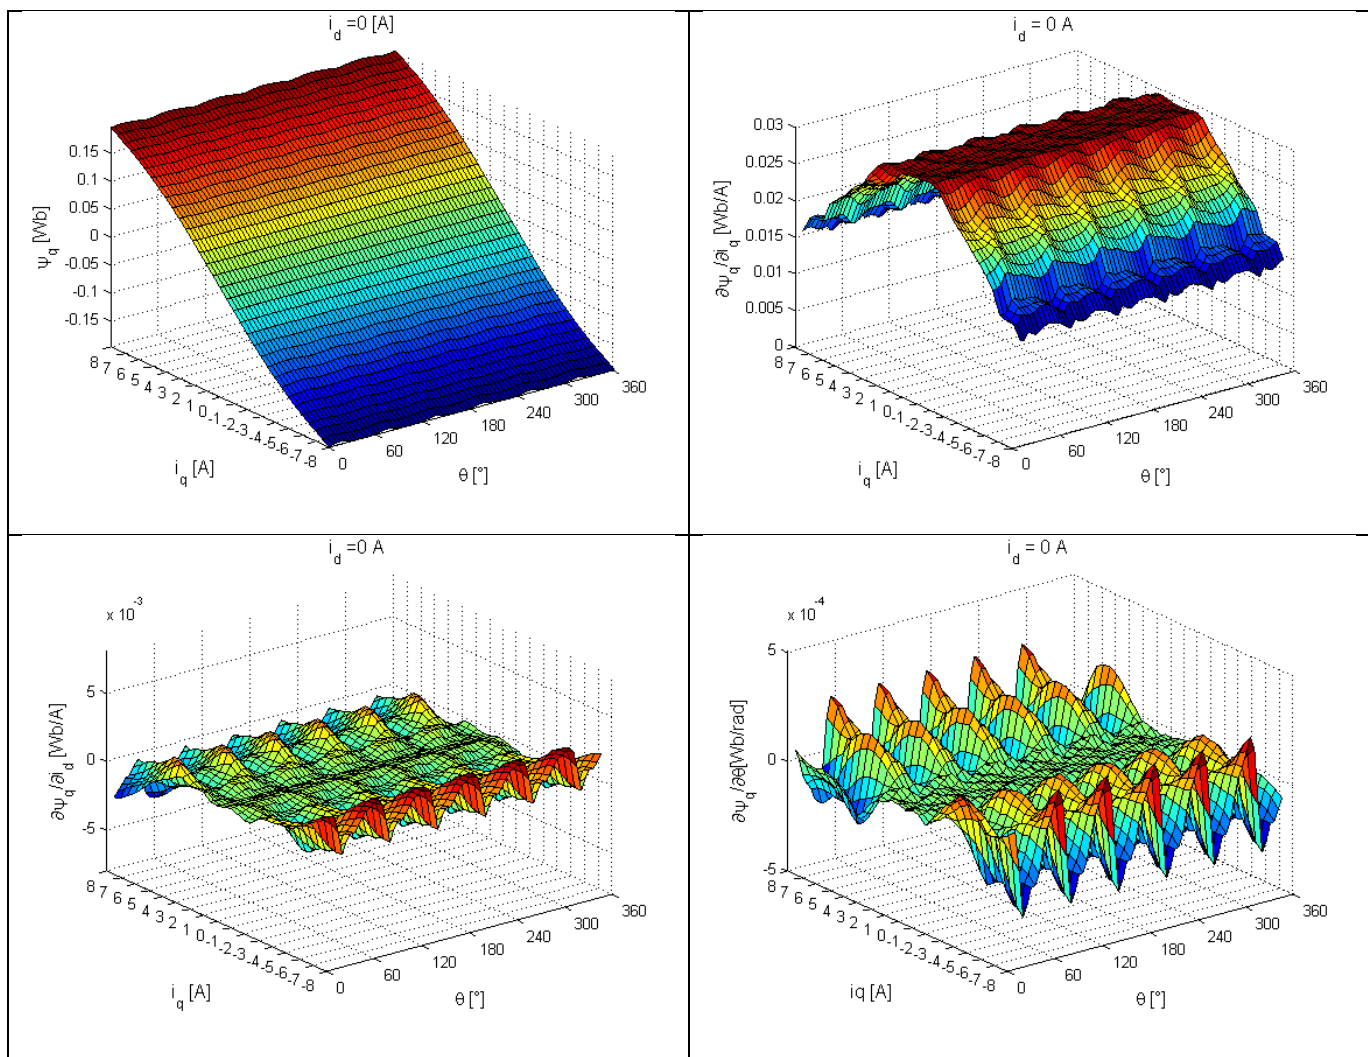 i_d =0 [A]
ψ_q [Wb]
0.15
0.1
0.05
0
-0.05
-0.1
-0.15
8 7 6 5 4 3 2 1 0 -1 -2 -3 -4 -5 -6 -7 -8
i_q [A]
0 60 120 180 240 300 360
θ [°]
i_d = 0 A
∂ψ_q/∂i_q [Wb/A]
0.03
0.025
0.02
0.015
0.01
0.005
0
8 7 6 5 4 3 2 1 0 -1 -2 -3 -4 -5 -6 -7 -8
i_q [A]
0 60 120 180 240 300 360
θ [°]
i_d =0 A
x 10^-3
∂ψ_q/∂i_d [Wb/A]
5
0
-5
8 7 6 5 4 3 2 1 0 -1 -2 -3 -4 -5 -6 -7 -8
i_q [A]
0 60 120 180 240 300 360
θ [°]
i_d = 0 A
x 10^-4
∂ψ_q/∂θ[Wb/rad]
5
0
-5
8 7 6 5 4 3 2 1 0 -1 -2 -3 -4 -5 -6 -7 -8
iq [A]
0 60 120 180 240 300 360
θ [°]